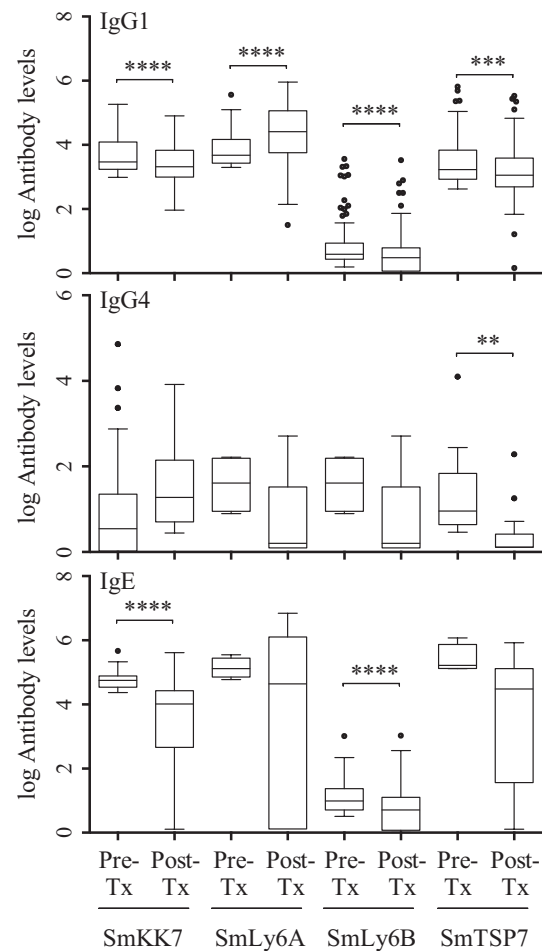 IgG1
8
6
4
2
0
log Antibody levels
****
****
****
***
IgG4
6
4
2
0
log Antibody levels
**
IgE
8
6
4
2
0
log Antibody levels
****
****
Pre-Tx Post-Tx Pre-Tx Post-Tx Pre-Tx Post-Tx Pre-Tx Post-Tx
SmKK7 SmLy6A SmLy6B SmTSP7